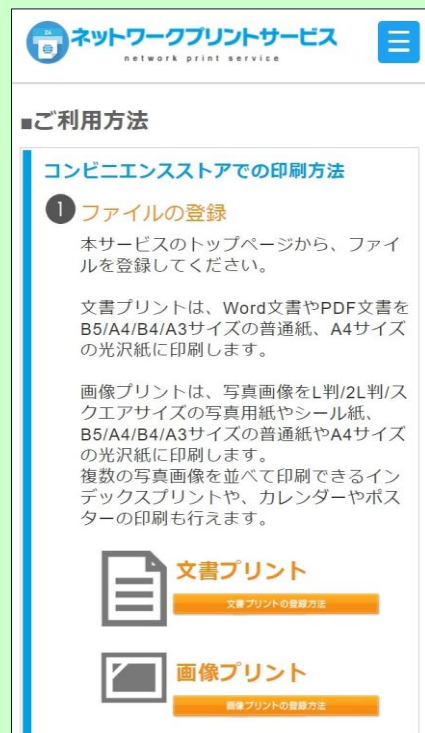 24
ネットワークプリントサービス
network print service
■ご利用方法
コンビニエンスストアでの印刷方法
1 ファイルの登録
本サービスのトップページから、ファイ
ルを登録してください。
文書プリントは、Word文書やPDF文書を
B5/A4/B4/A3サイズの普通紙、A4サイズ
の光沢紙に印刷します。
画像プリントは、写真画像をL判/2L判/ス
クエアサイズの写真用紙やシール紙、
B5/A4/B4/A3サイズの普通紙やA4サイズ
の光沢紙に印刷します。
複数の写真画像を並べて印刷できるイン
デックスプリントや、カレンダーやポス
ターの印刷も行えます。
文書プリント
文書プリントの登録方法
画像プリント
画像プリントの登録方法